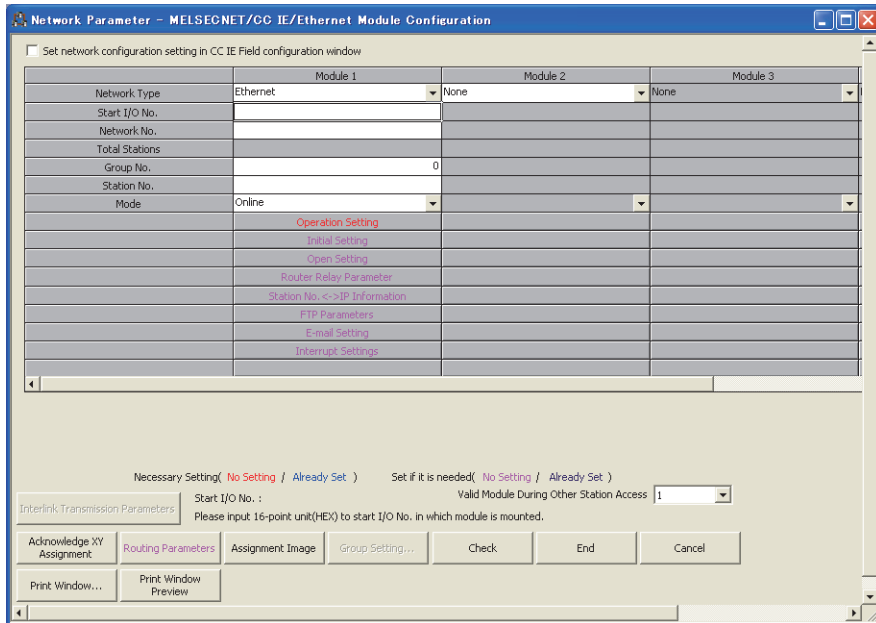 Network Parameter - MELSECNET/CC IE/Ethernet Module Configuration
Set network configuration setting in CC IE Field configuration window
Module 1 Module 2 Module 3
Network Type Ethernet None None
Start I/O No.
Network No.
Total Stations
Group No. 0
Station No.
Mode Online
Operation Setting
Initial Setting
Open Setting
Router Relay Parameter
Station No.<->IP Information
FTP Parameters
E-mail Setting
Interrupt Settings
Necessary Setting( No Setting / Already Set ) Set if it is needed( No Setting / Already Set )
Interlink Transmission Parameters
Start I/O No. :
Valid Module During Other Station Access 1
Please input 16-point unit(HEX) to start I/O No. in which module is mounted.
Acknowledge XY
Assignment
Routing Parameters Assignment Image Group Setting... Check End Cancel
Print Window...
Print Window
Preview